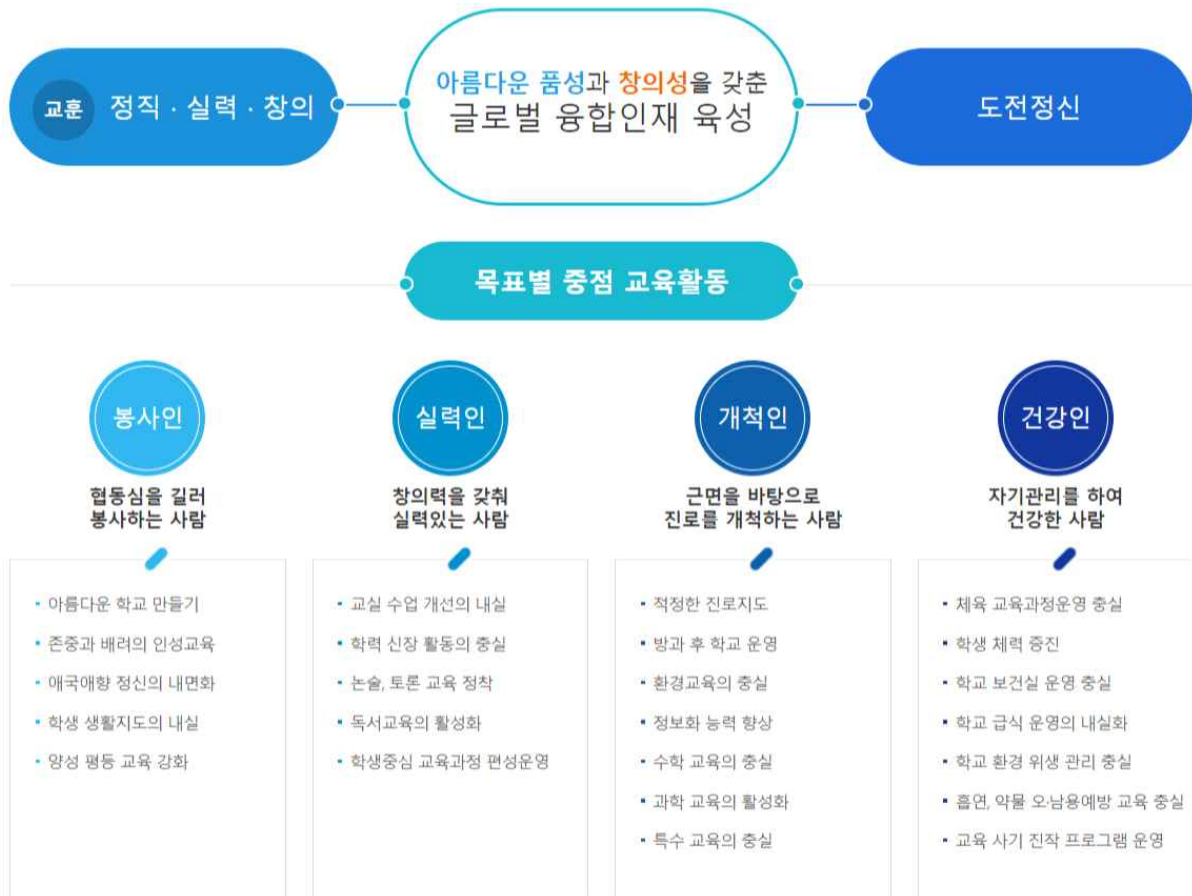 교훈 정직 · 실력 · 창의
아름다운 품성과 창의성을 갖춘
글로벌 융합인재 육성
도전정신
목표별 중점 교육활동
봉사인
협동심을 길러
봉사하는 사람
아름다운 학교 만들기
존중과 배려의 인성교육
애국애향 정신의 내면화
학생 생활지도의 내실
양성 평등 교육 강화
실력인
창의력을 갖춰
실력있는 사람
교실 수업 개선의 내실
학력 신장 활동의 충실
논술, 토론 교육 정착
독서교육의 활성화
학생중심 교육과정 편성운영
개척인
근면을 바탕으로
진로를 개척하는 사람
적정한 진로지도
방과 후 학교 운영
환경교육의 충실
정보화 능력 향상
수학 교육의 충실
과학 교육의 활성화
특수 교육의 충실
건강인
자기관리를 하여
건강한 사람
체육 교육과정운영 충실
학생 체력 증진
학교 보건실 운영 충실
학교 급식 운영의 내실화
학교 환경 위생 관리 충실
흡연, 약물 오·남용예방 교육 충실
교육 사기 진작 프로그램 운영